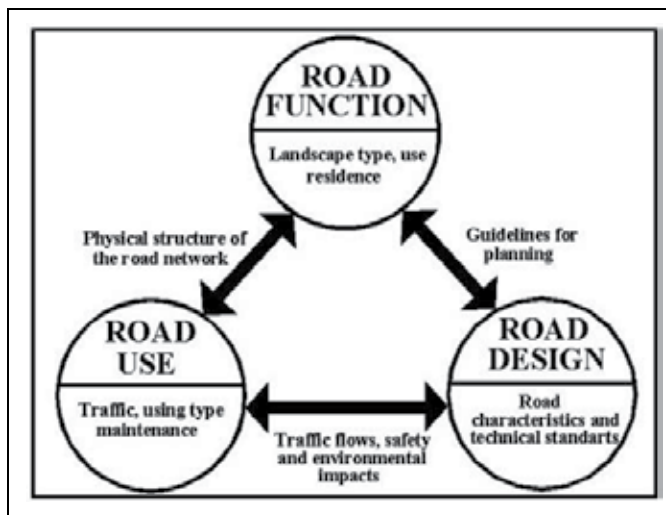 ROAD
FUNCTION
Landscape type, use
residence
Physical structure of
the road network
Guidelines for
planning
ROAD
USE
Traffic, using type
maintenance
ROAD
DESIGN
Road
characteristics and
technical standarts
Traffic flows, safety
and environmental
impacts